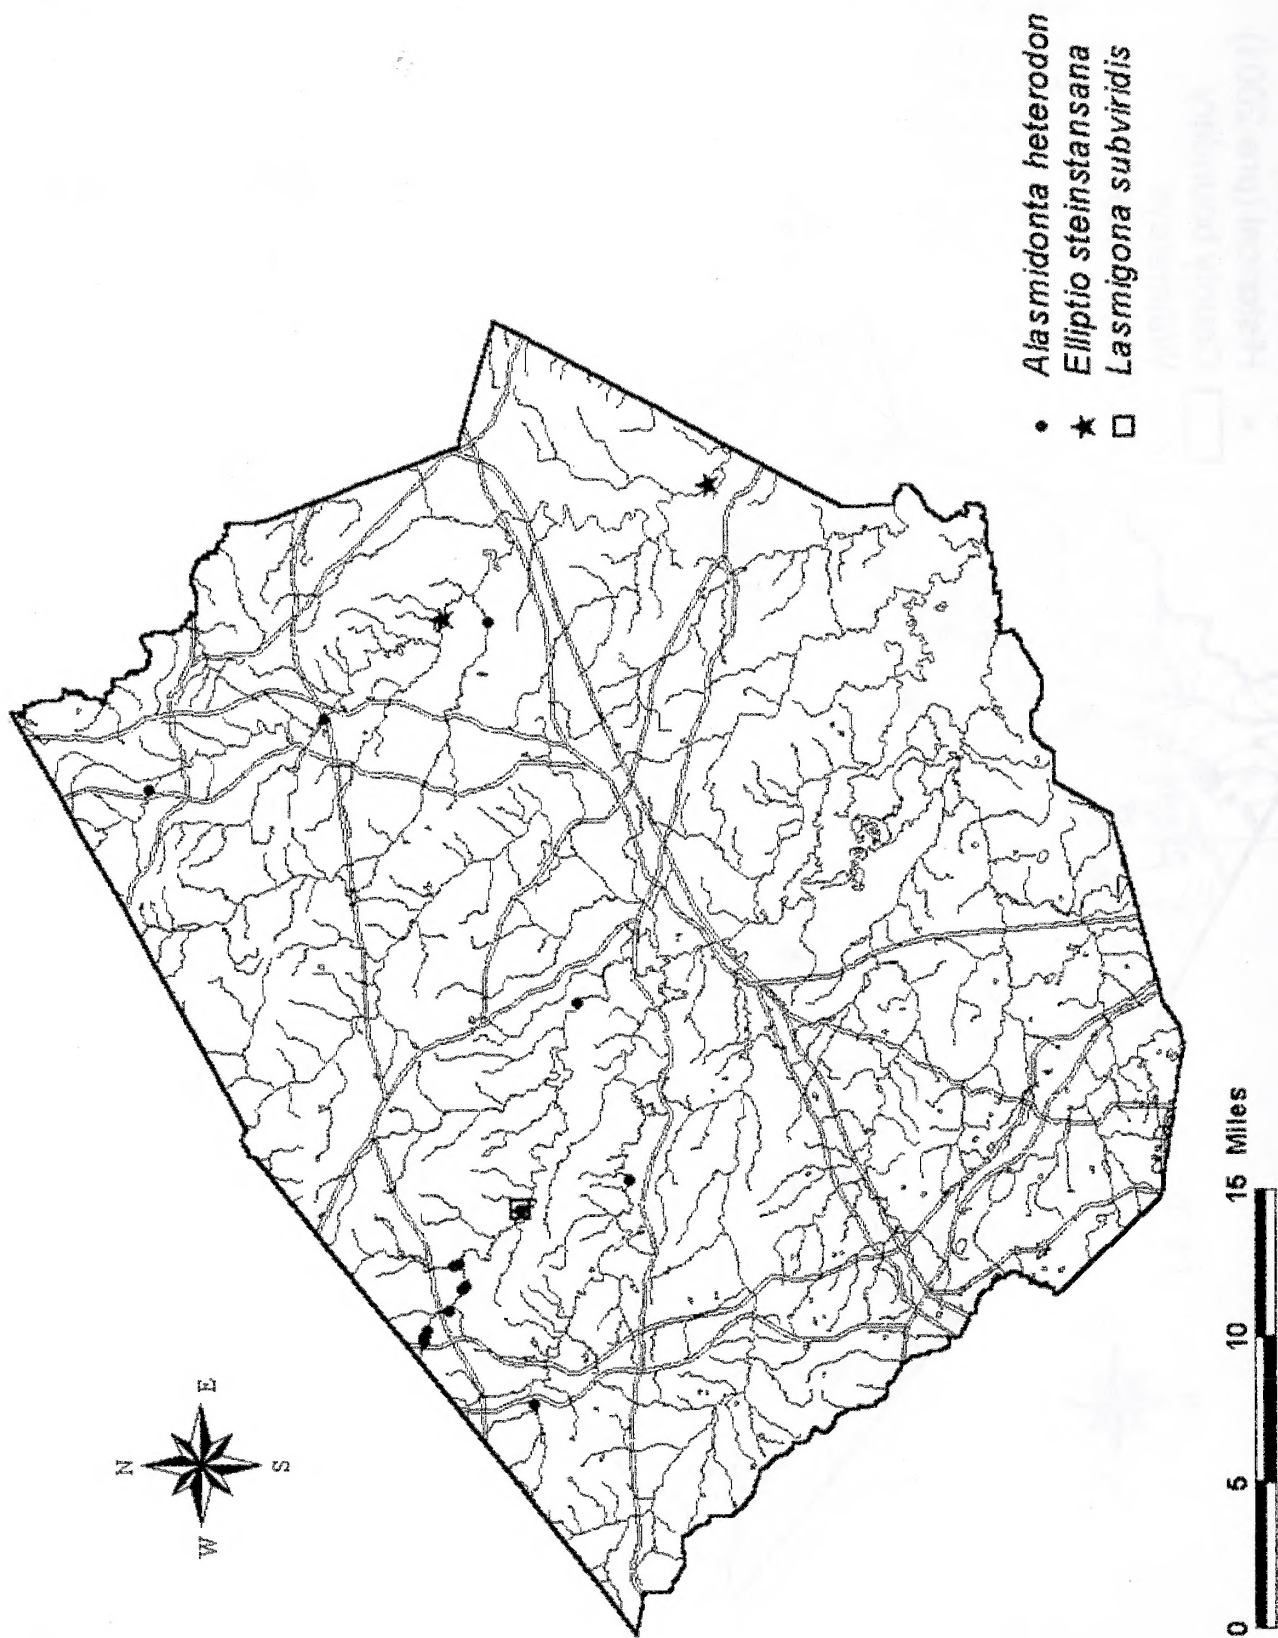 N
W E
S
Alasmidonta heterodon
Elliptio steinstansana
Lasmigona subviridis
0 5 10 15 Miles